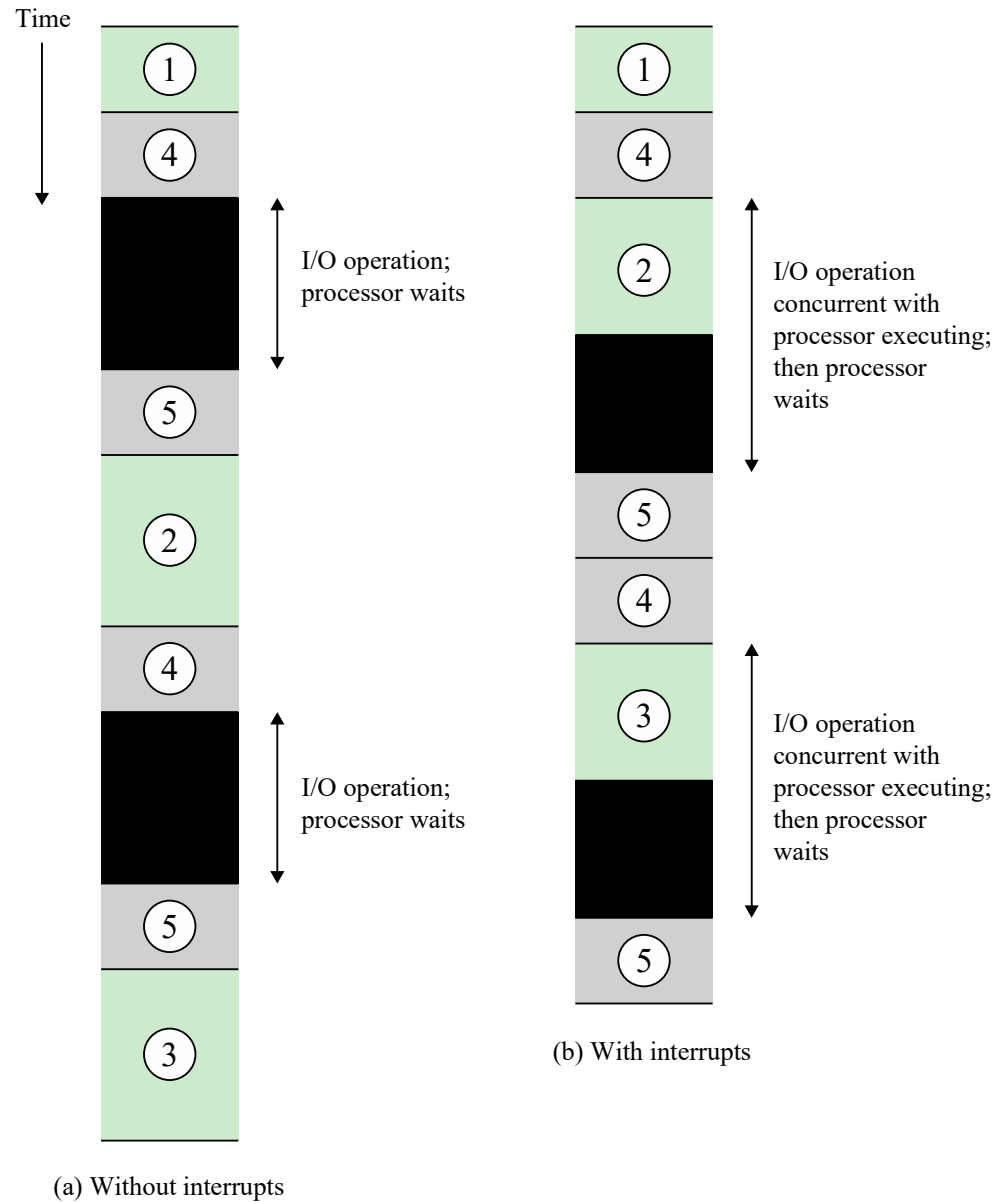 Time
1
4
I/O operation;
processor waits
5
2
4
I/O operation;
processor waits
5
3
(a) Without interrupts
1
4
2
I/O operation
concurrent with
processor executing;
then processor
waits
5
4
3
I/O operation
concurrent with
processor executing;
then processor
waits
5
(b) With interrupts